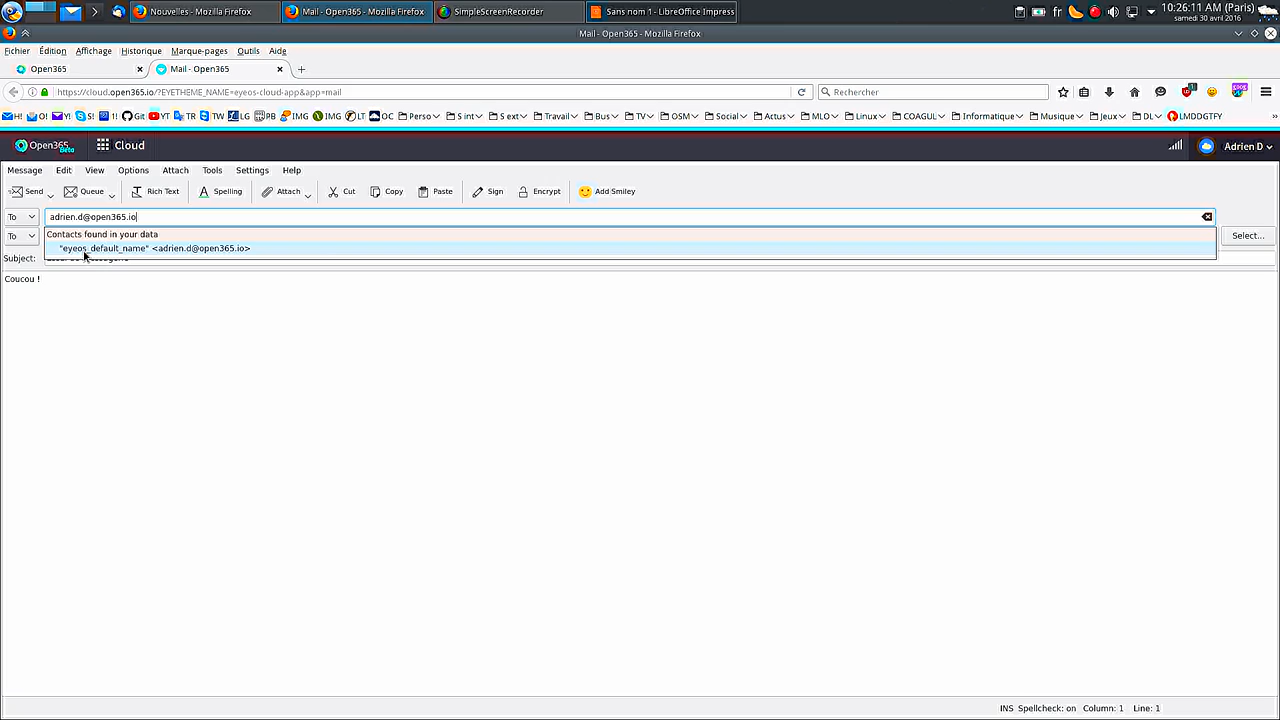 Nouvelles - Mozilla Firefox Mail - Open365 - Mozilla Firefox SimpleScreenRecorder Sans nom 1 - LibreOffice Impress fr 10:26:11 AM (Paris)
samedi 30 avril 2016
Mail - Open365 - Mozilla Firefox
Fichier Édition Affichage Historique Marque-pages Outils Aide
Open365 Mail - Open365
https://cloud.open365.io/?EYETHEME_NAME=eyeos-cloud-app&app=mail Rechercher
H! O! Y! S! 1! Git YT TR TW LG PB IMG IMG LT OC Perso S int S ext Travail Bus TV OSM Social Actus MLO Linux COAGUL Informatique Musique Jeux DL LMDDGTFY
Open365 Beta Cloud Adrien D
Message Edit View Options Attach Tools Settings Help
Send Queue Rich Text Spelling Attach Cut Copy Paste Sign Encrypt Add Smiley
To adrien.d@open365.io
Contacts found in your data
To Select...
"eyeos_default_name" <adrien.d@open365.io>
Subject:
Coucou !
INS Spellcheck: on Column: 1 Line: 1